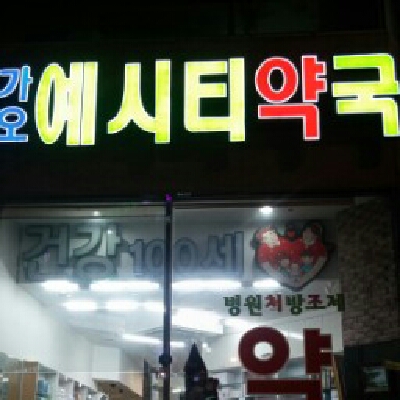 가오 예시티약국
건강 100세
병원처방조제
약